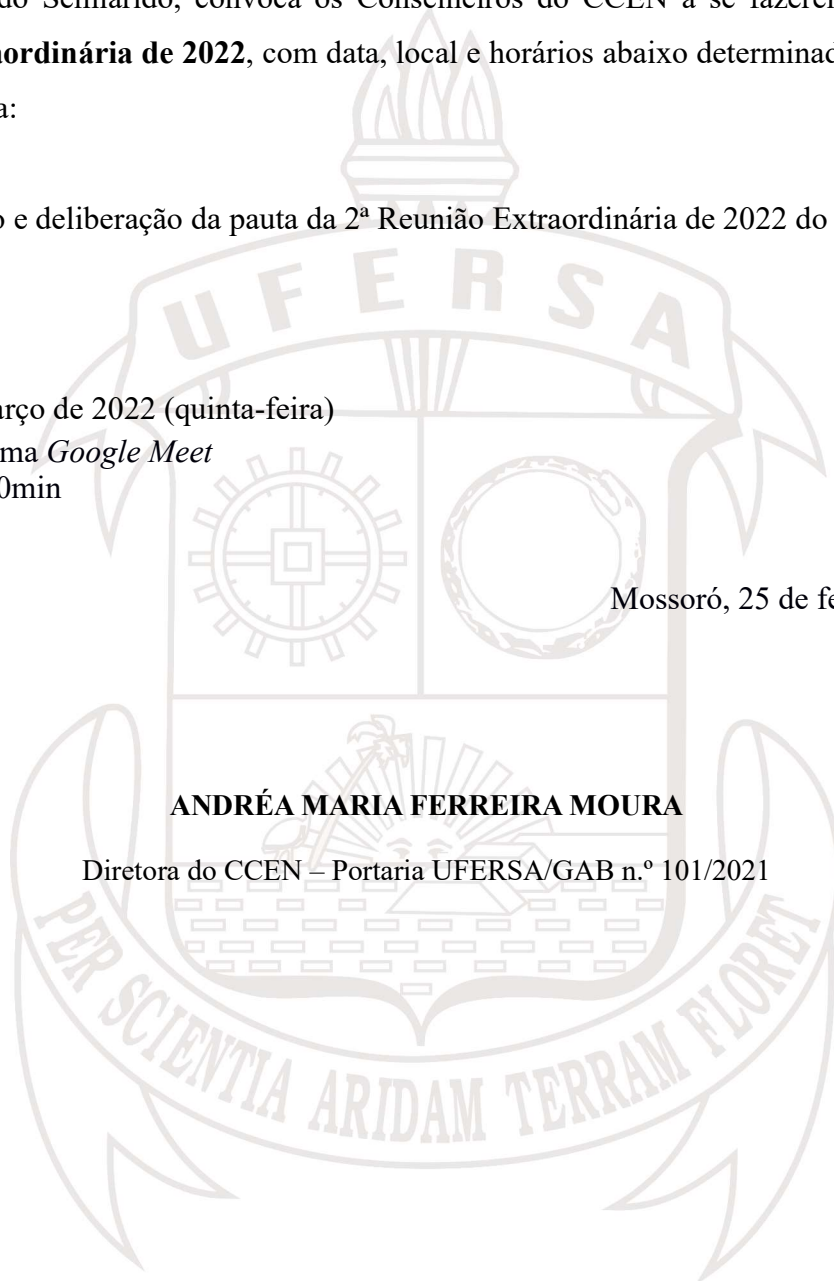 do Semiárido, convoca os Conselheiros do CCEN a se fazerem
aordinária de 2022, com data, local e horários abaixo determinad
a:
o e deliberação da pauta da 2ª Reunião Extraordinária de 2022 do
UFERSA
arço de 2022 (quinta-feira)
ma Google Meet
0min
Mossoró, 25 de fe
ANDRÉA MARIA FERREIRA MOURA
Diretora do CCEN – Portaria UFERSA/GAB n.º 101/2021
PER SCIENTIA ARIDAM TERRAM FLORET